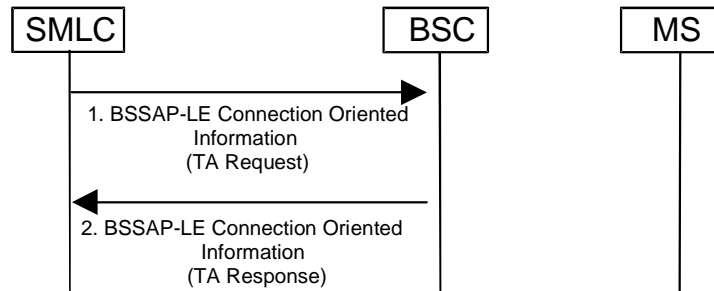 SMLC
BSC
MS
1. BSSAP-LE Connection Oriented
Information
(TA Request)
2. BSSAP-LE Connection Oriented
Information
(TA Response)